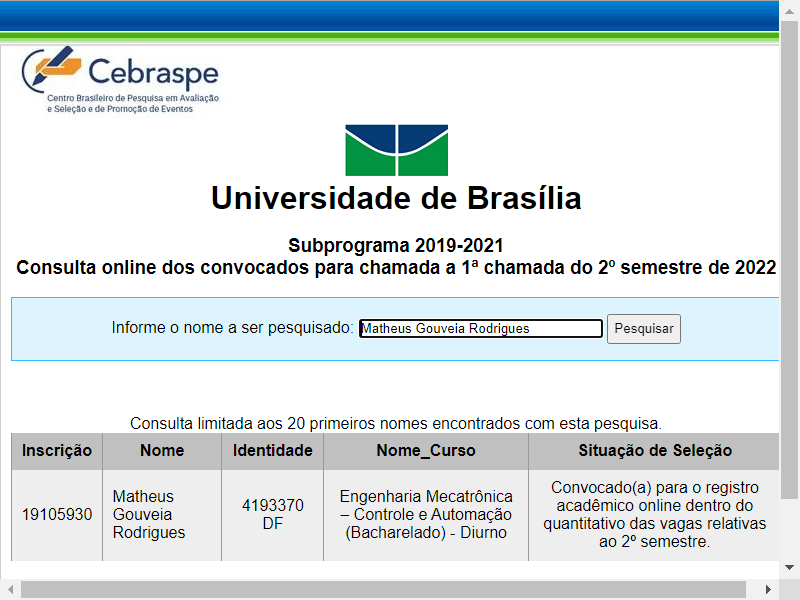 Cebraspe
Centro Brasileiro de Pesquisa em Avaliação
e Seleção e de Promoção de Eventos
Universidade de Brasília
Subprograma 2019-2021
Consulta online dos convocados para chamada a 1ª chamada do 2º semestre de 2022
Informe o nome a ser pesquisado: Matheus Gouveia Rodrigues Pesquisar
Consulta limitada aos 20 primeiros nomes encontrados com esta pesquisa.
Inscrição Nome Identidade Nome_Curso Situação de Seleção
19105930
Matheus
Gouveia
Rodrigues
4193370
DF
Engenharia Mecatrônica
– Controle e Automação
(Bacharelado) - Diurno
Convocado(a) para o registro
acadêmico online dentro do
quantitativo das vagas relativas
ao 2º semestre.